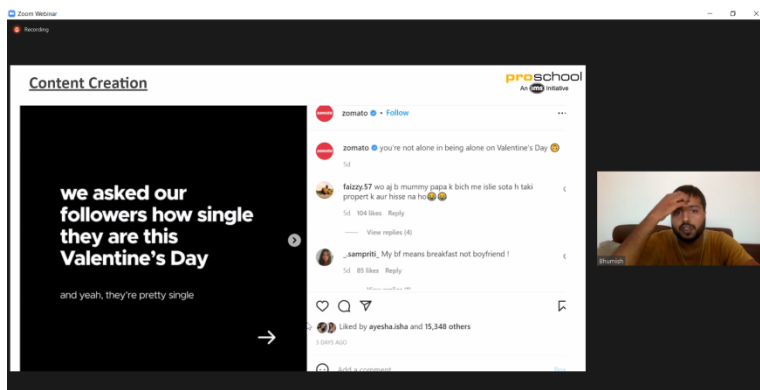 Zoom Webinar
Recording
Content Creation
proschool
An ims Initiative
we asked our
followers how single
they are this
Valentine's Day
and yeah, they're pretty single
zomato
zomato • Follow
zomato
zomato you're not alone in being alone on Valentine's Day 🙃
5d
faizzy.57 wo aj b mummy papa k bich me islie sota h taki
propert k aur hisse na ho😂😂
5d 104 likes Reply
View replies (4)
_.sampriti_ My bf means breakfast not boyfriend !
5d 85 likes Reply
Liked by ayesha.isha and 15,348 others
5 DAYS AGO
Add a comment...
Bhumish